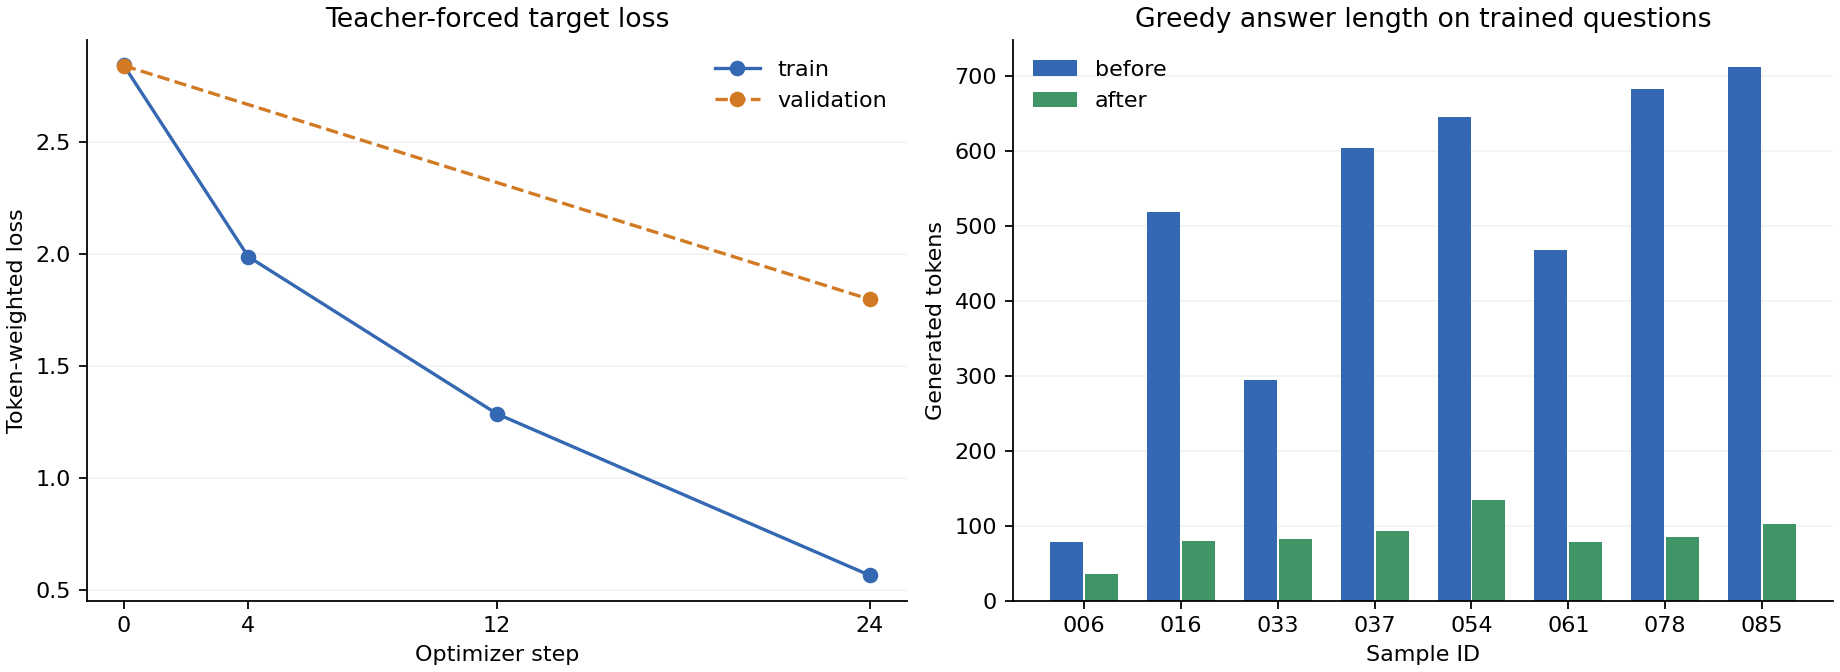 Teacher-forced target loss
Token-weighted loss
2.5
2.0
1.5
1.0
0.5
0 4 12 24
Optimizer step
train
validation
Greedy answer length on trained questions
Generated tokens
700
600
500
400
300
200
100
0
006 016 033 037 054 061 078 085
Sample ID
before
after